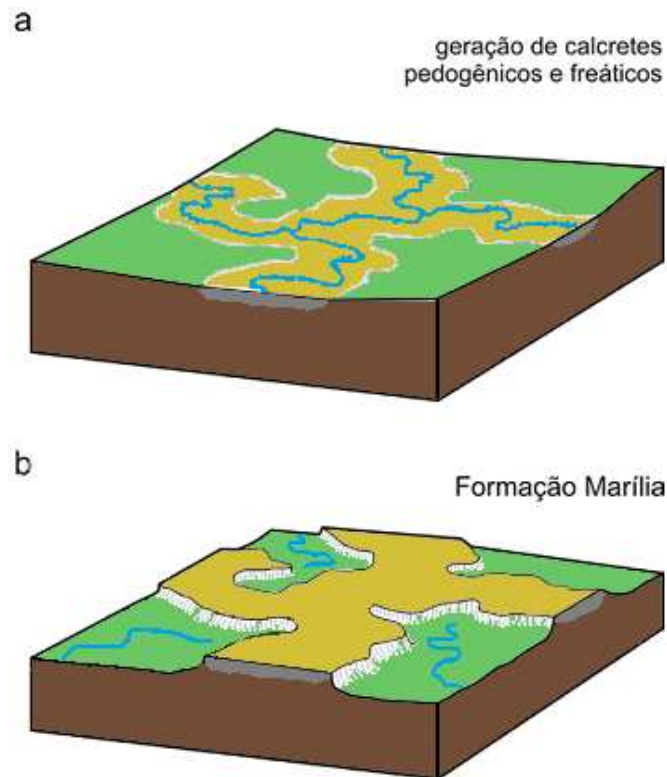 a
geração de calcretes
pedogênicos e freáticos
b
Formação Marília